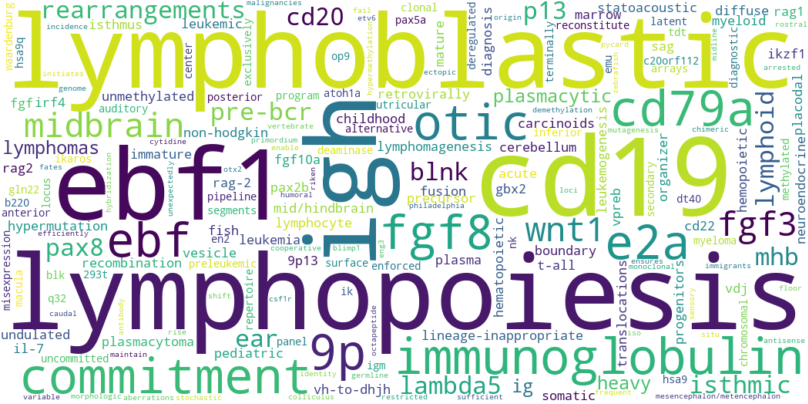 rearrangements
cd20
p13
statoacoustic
diffuse
rag1
waardenburg
hsa9q
incidence
isthmus
leukemic
malignancies
exclusively
center
etv6
fail
clonal
pax5a
marrow
reconstitute
latent
myeloid
rostral
lymphoblastic
initiates
genome
unmethylated
posterior
program
op9
hypermethylation
mature
deregulated
diagnosis
terminally
emu
tdt
sag
c20orf112
arrays
diagnostic
ikzf1
origin
pycard
midline
arrested
fgfirf4
auditory
atoh1a
retrovirally
ectopic
plasmacytic
cd79a
midbrain
pre-bcr
utricular
childhood
alternative
otic
carcinoids
inferior
lymphomas
non-hodgkin
vertebrate
deaminase
lymphomagenesis
cerebellum
leukemogenesis
organizer
demethylation
mutagenesis
chimeric
hemopoietic
lymphoid
methylated
neuroendocrine
placodal
rag2
ikaros
immature
cytidine
primordium
enable
fgf10a
blnk
acute
gln22
b220
locus
hybridization
ebf1
rag-2
pax2b
riken
humoral
igh
fusion
precursor
gbx2
cd19
secondary
vpreb
loci
dt40
anterior
fates
otx2
unexpectedly
pipeline
segments
mid/hindbrain
philadelphia
hypermutation
en2
fish
lymphocyte
cooperative
blimp1
fgf8
wnt1
e2a
cd22
fgf3
misexpression
efficiently
pax8
ebf
leukemia
eng3
nk
boundary
myeloma
monoclonal
ensures
immigrants
mhb
macula
blk
293t
recombination
9p13
vesicle
preleukemic
surface
enforced
plasma
hematopoietic
t-all
translocations
progenitors
vdj
chromosomal
sensory
floor
q32
caudal
lymphopoiesis
antibody
shift
repertoire
ik
csf1r
octapeptide
iso
situ
antisense
undulated
il-7
plasmacytoma
rise
ear
panel
9p
lineage-inappropriate
uncommitted
maintain
pediatric
identity
germline
igm
immunoglobulin
commitment
vh-to-dhjh
lambda5
ig
heavy
hsa9
isthmic
variable
morphologic
aberrations
stochastic
colliculus
restricted
sufficient
somatic
frequent
mesencephalon/metencephalon